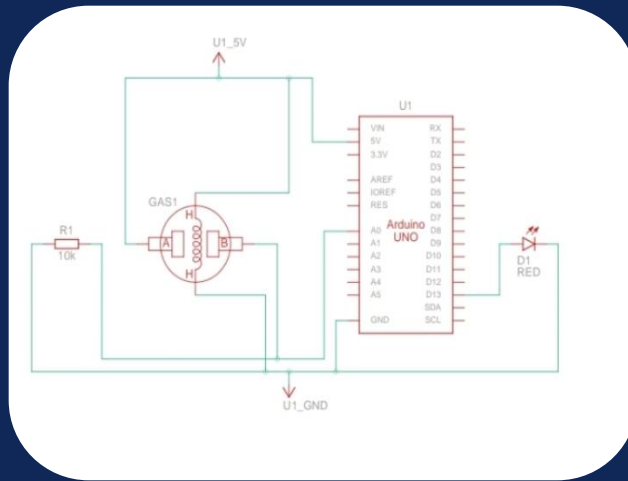 U1_5V
U1
VIN
5V
3.3V
AREF
IOREF
RES
A0
A1
A2
A3
A4
A5
GND
Arduino
UNO
RX
TX
D2
D3
D4
D5
D6
D7
D8
D9
D10
D11
D12
D13
SDA
SCL
GAS1
H
A
B
H
R1
10k
D1
RED
U1_GND